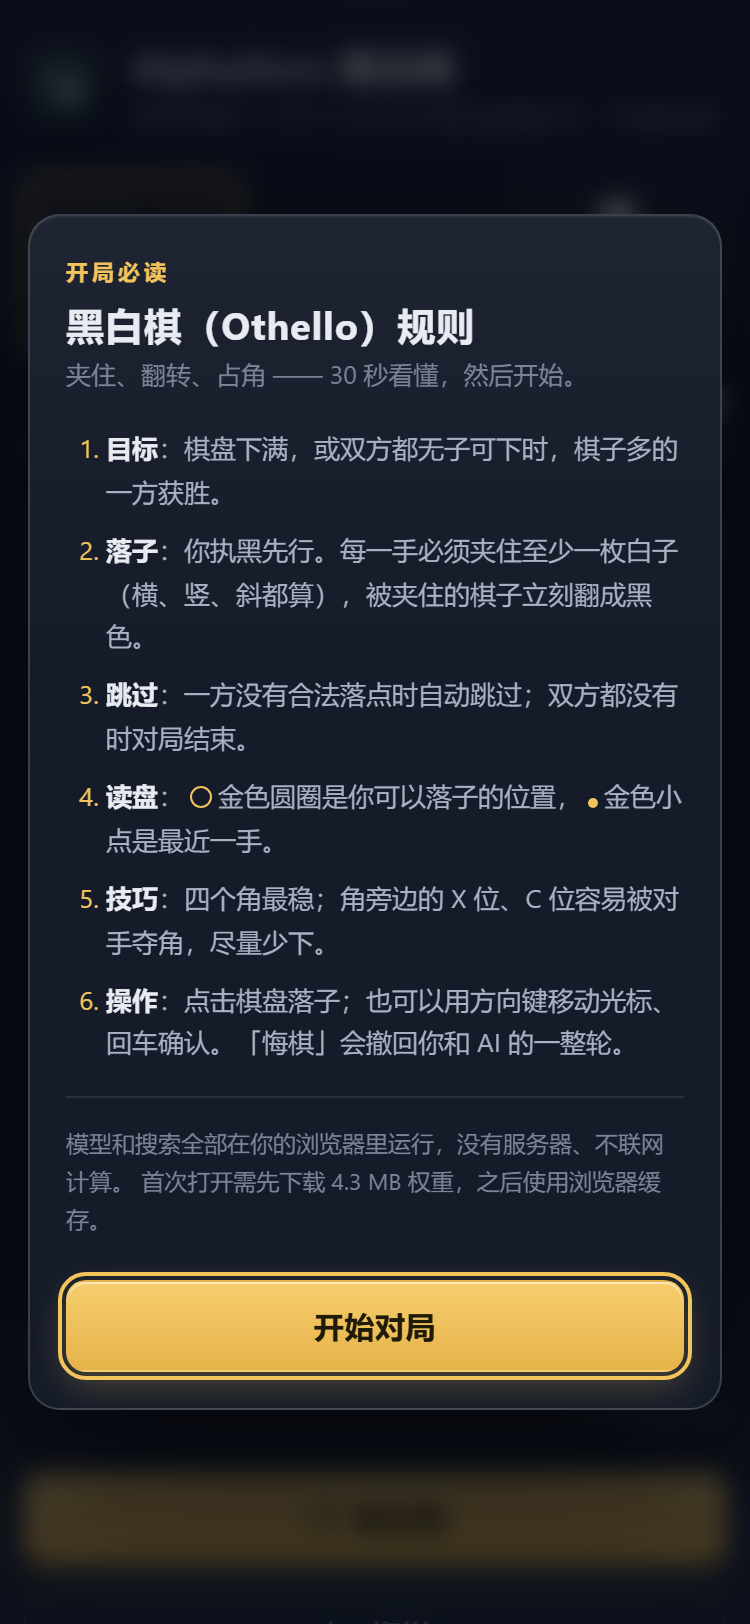 开局必读
黑白棋（Othello）规则
夹住、翻转、占角 —— 30 秒看懂，然后开始。
1. 目标：棋盘下满，或双方都无子可下时，棋子多的
一方获胜。
2. 落子：你执黑先行。每一手必须夹住至少一枚白子
（横、竖、斜都算），被夹住的棋子立刻翻成黑
色。
3. 跳过：一方没有合法落点时自动跳过；双方都没有
时对局结束。
4. 读盘： 金色圆圈是你可以落子的位置， 金色小
点是最近一手。
5. 技巧：四个角最稳；角旁边的 X 位、C 位容易被对
手夺角，尽量少下。
6. 操作：点击棋盘落子；也可以用方向键移动光标、
回车确认。「悔棋」会撤回你和 AI 的一整轮。
模型和搜索全部在你的浏览器里运行，没有服务器、不联网
计算。 首次打开需先下载 4.3 MB 权重，之后使用浏览器缓
存。
开始对局